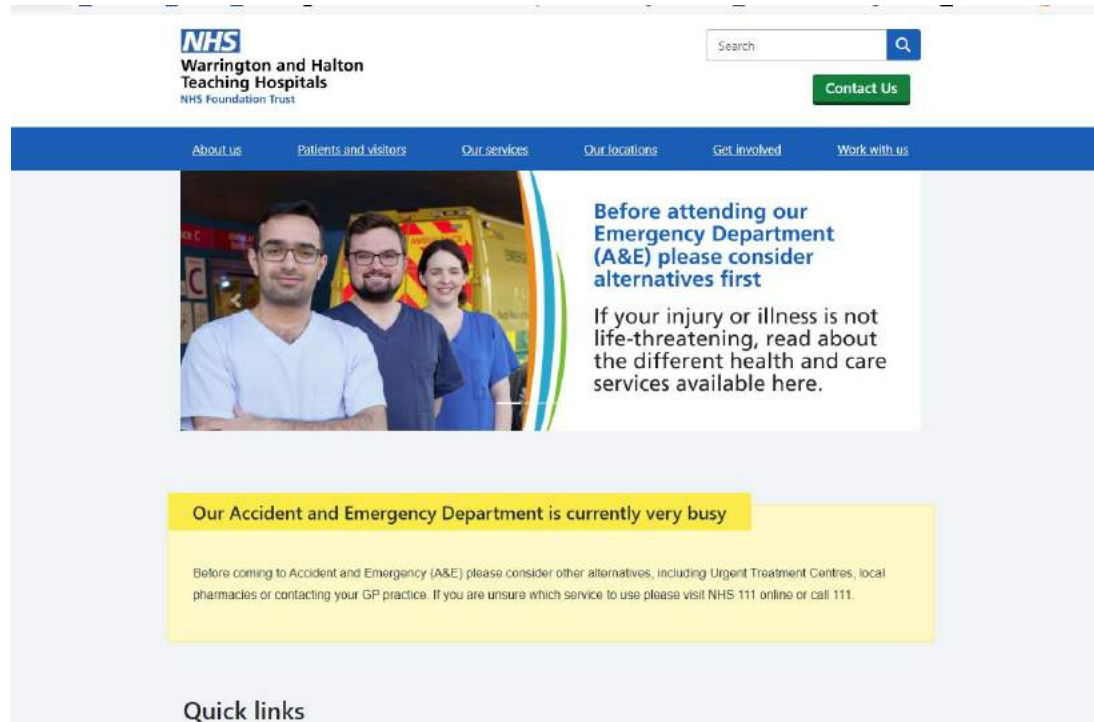 NHS
Warrington and Halton
Teaching Hospitals
NHS Foundation Trust
Search
Contact Us
About us
Patients and visitors
Our services
Our locations
Get involved
Work with us
Before attending our
Emergency Department
(A&E) please consider
alternatives first
If your injury or illness is not
life-threatening, read about
the different health and care
services available here.
Our Accident and Emergency Department is currently very busy
Before coming to Accident and Emergency (A&E) please consider other alternatives, including Urgent Treatment Centres, local
pharmacies or contacting your GP practice. If you are unsure which service to use please visit NHS 111 online or call 111.
Quick links